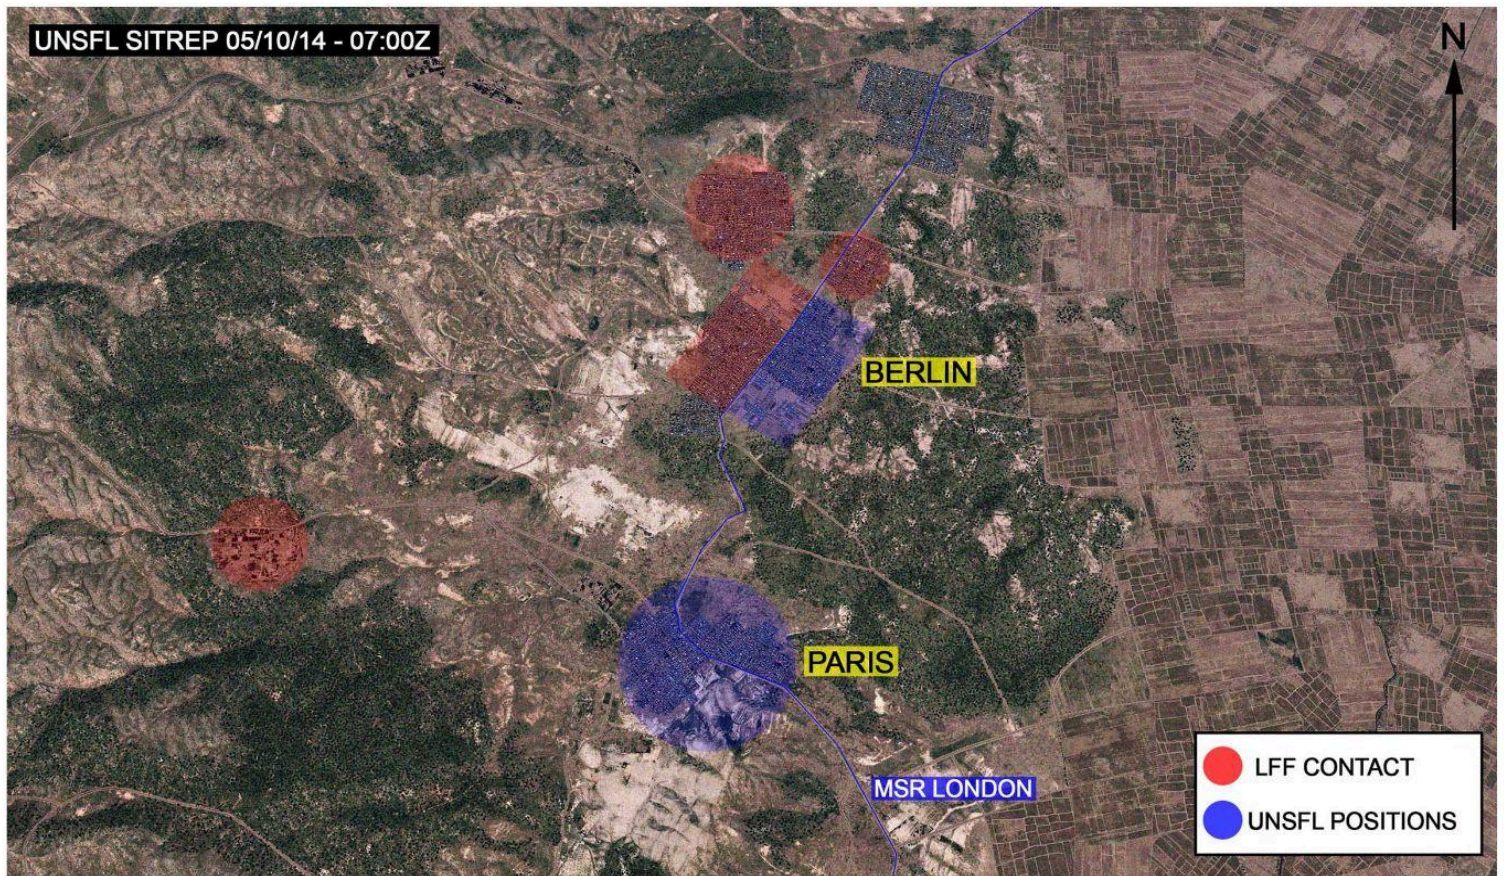 UNSFL SITREP 05/10/14 - 07:00Z
N
BERLIN
PARIS
MSR LONDON
LFF CONTACT
UNSFL POSITIONS